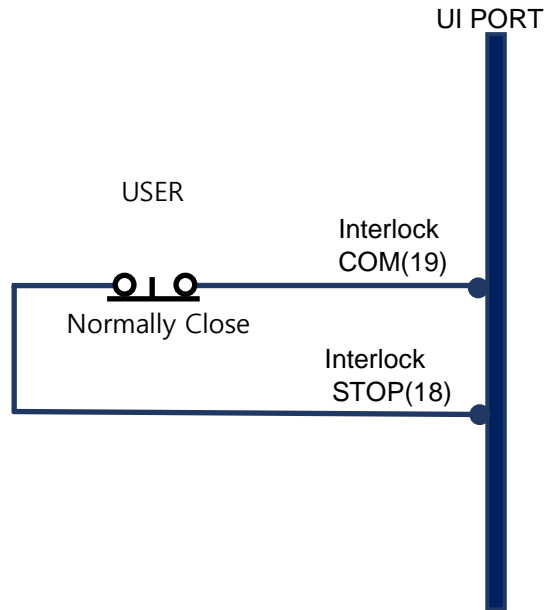 UI PORT
USER
Interlock
COM(19)
Normally Close
Interlock
STOP(18)